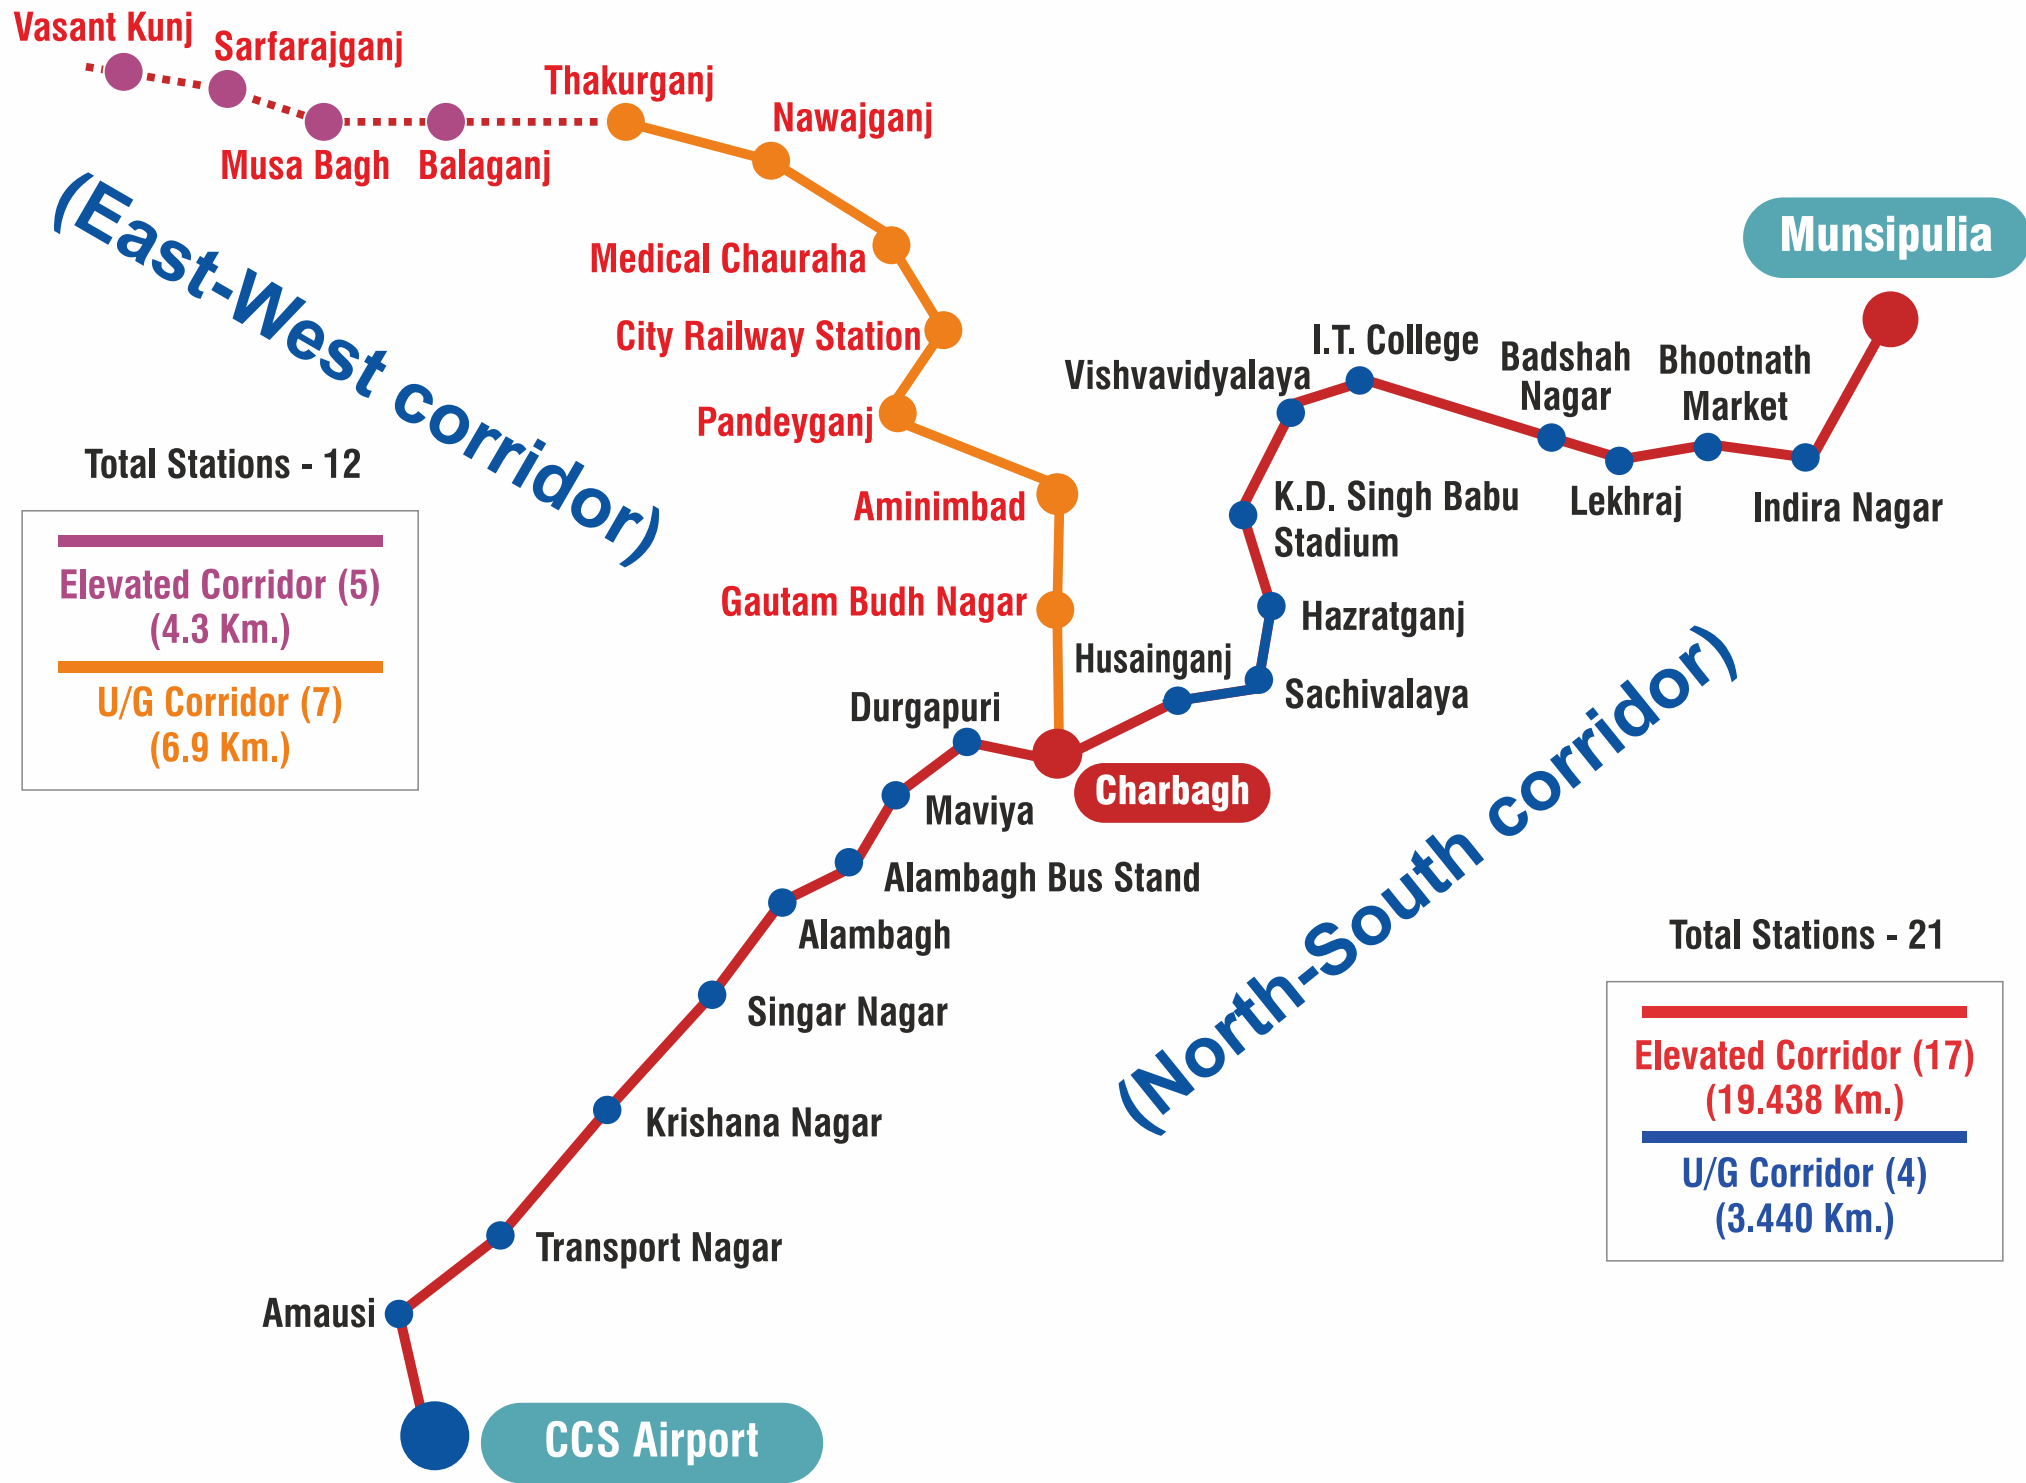 Vasant Kunj
Sarfarajganj
Thakurganj
Nawajganj
Musa Bagh
Balaganj
(East-West corridor)
Medical Chauraha
City Railway Station
Pandeyganj
Aminimbad
Gautam Budh Nagar
Munsipulia
I.T. College
Vishvavidyalaya
Badshah
Nagar
Bhootnath
Market
Lekhraj
Indira Nagar
K.D. Singh Babu
Stadium
Hazratganj
Sachivalaya
Husainganj
Durgapuri
Charbagh
Maviya
Alambagh Bus Stand
Alambagh
Singar Nagar
Krishana Nagar
Transport Nagar
Amausi
CCS Airport
(North-South corridor)
Total Stations - 12
Elevated Corridor (5)
(4.3 Km.)
U/G Corridor (7)
(6.9 Km.)
Total Stations - 21
Elevated Corridor (17)
(19.438 Km.)
U/G Corridor (4)
(3.440 Km.)